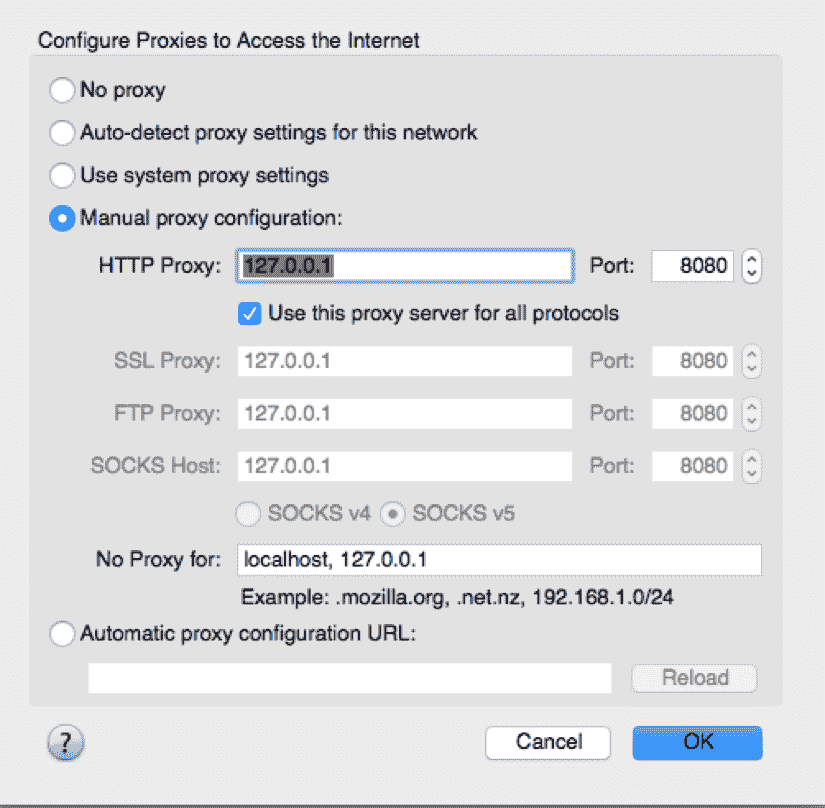 Configure Proxies to Access the Internet
No proxy
Auto-detect proxy settings for this network
Use system proxy settings
Manual proxy configuration:
HTTP Proxy: 127.0.0.1 Port: 8080
Use this proxy server for all protocols
SSL Proxy: 127.0.0.1 Port: 8080
FTP Proxy: 127.0.0.1 Port: 8080
SOCKS Host: 127.0.0.1 Port: 8080
SOCKS v4 SOCKS v5
No Proxy for: localhost, 127.0.0.1
Example: .mozilla.org, .net.nz, 192.168.1.0/24
Automatic proxy configuration URL:
Reload
? Cancel OK